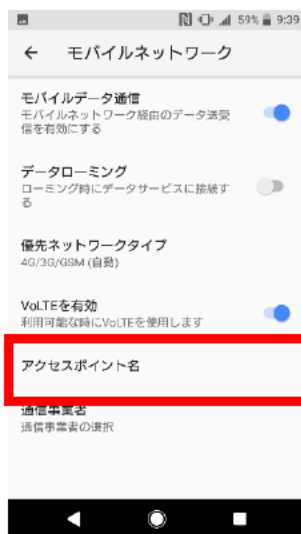 59% 9:39
モバイルネットワーク
モバイルデータ通信
モバイルネットワーク経由のデータ送受
信を有効にする
データローミング
ローミング時にデータサービスに接続す
る
優先ネットワークタイプ
4G/3G/GSM (自動)
VoLTEを有効
利用可能な時にVoLTEを使用します
アクセスポイント名
通信事業者
通信事業者の選択